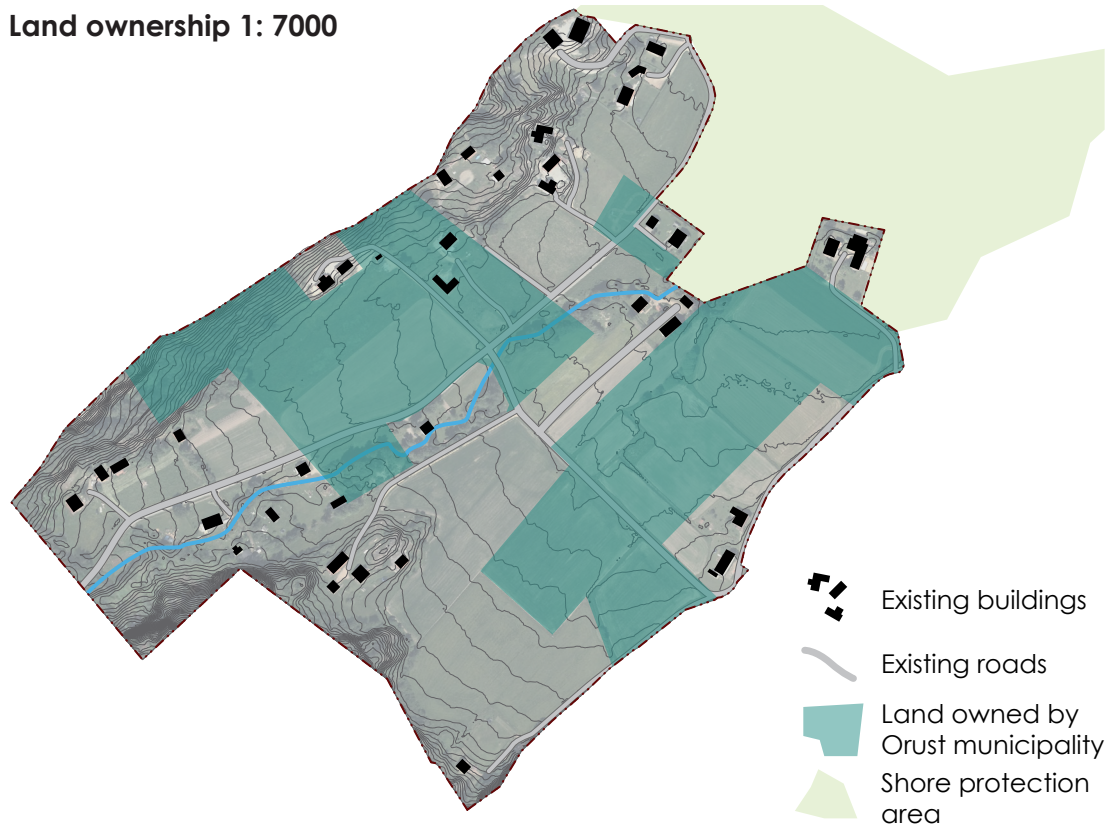 Land ownership 1: 7000
Existing buildings
Existing roads
Land owned by
Orust municipality
Shore protection
area